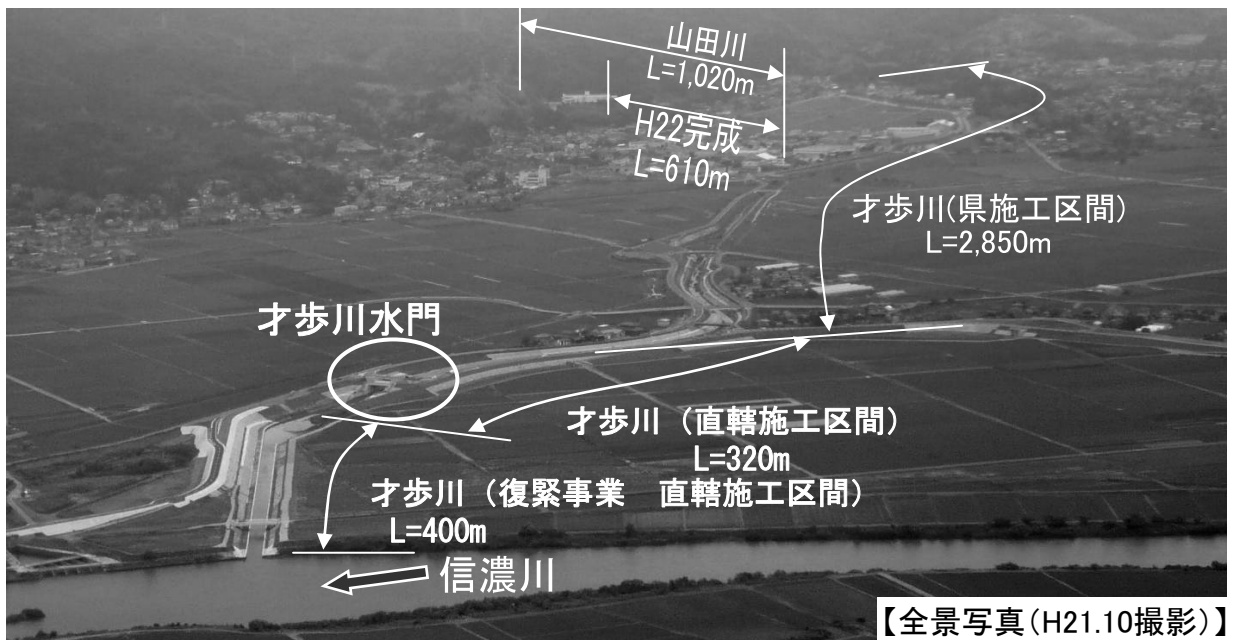 山田川
L=1,020m
H22完成
L=610m
才歩川(県施工区間)
L=2,850m
才歩川水門
才歩川（直轄施工区間）
L=320m
才歩川（復緊事業　直轄施工区間）
L=400m
信濃川
【全景写真(H21.10撮影)】